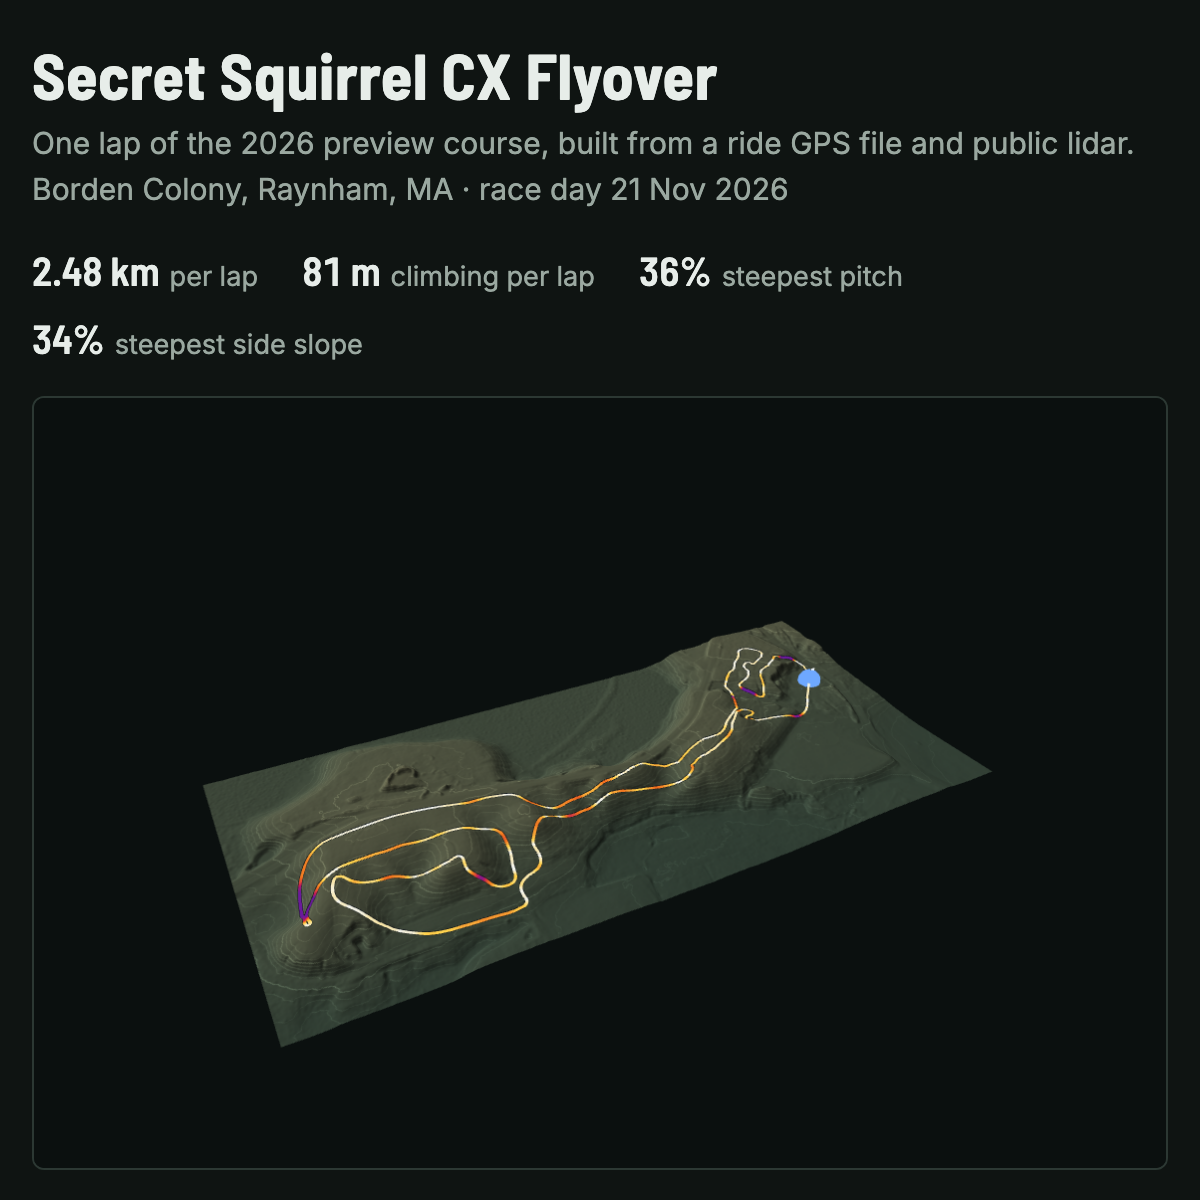 Secret Squirrel CX Flyover
One lap of the 2026 preview course, built from a ride GPS file and public lidar.
Borden Colony, Raynham, MA · race day 21 Nov 2026
2.48 km per lap 81 m climbing per lap 36% steepest pitch
34% steepest side slope